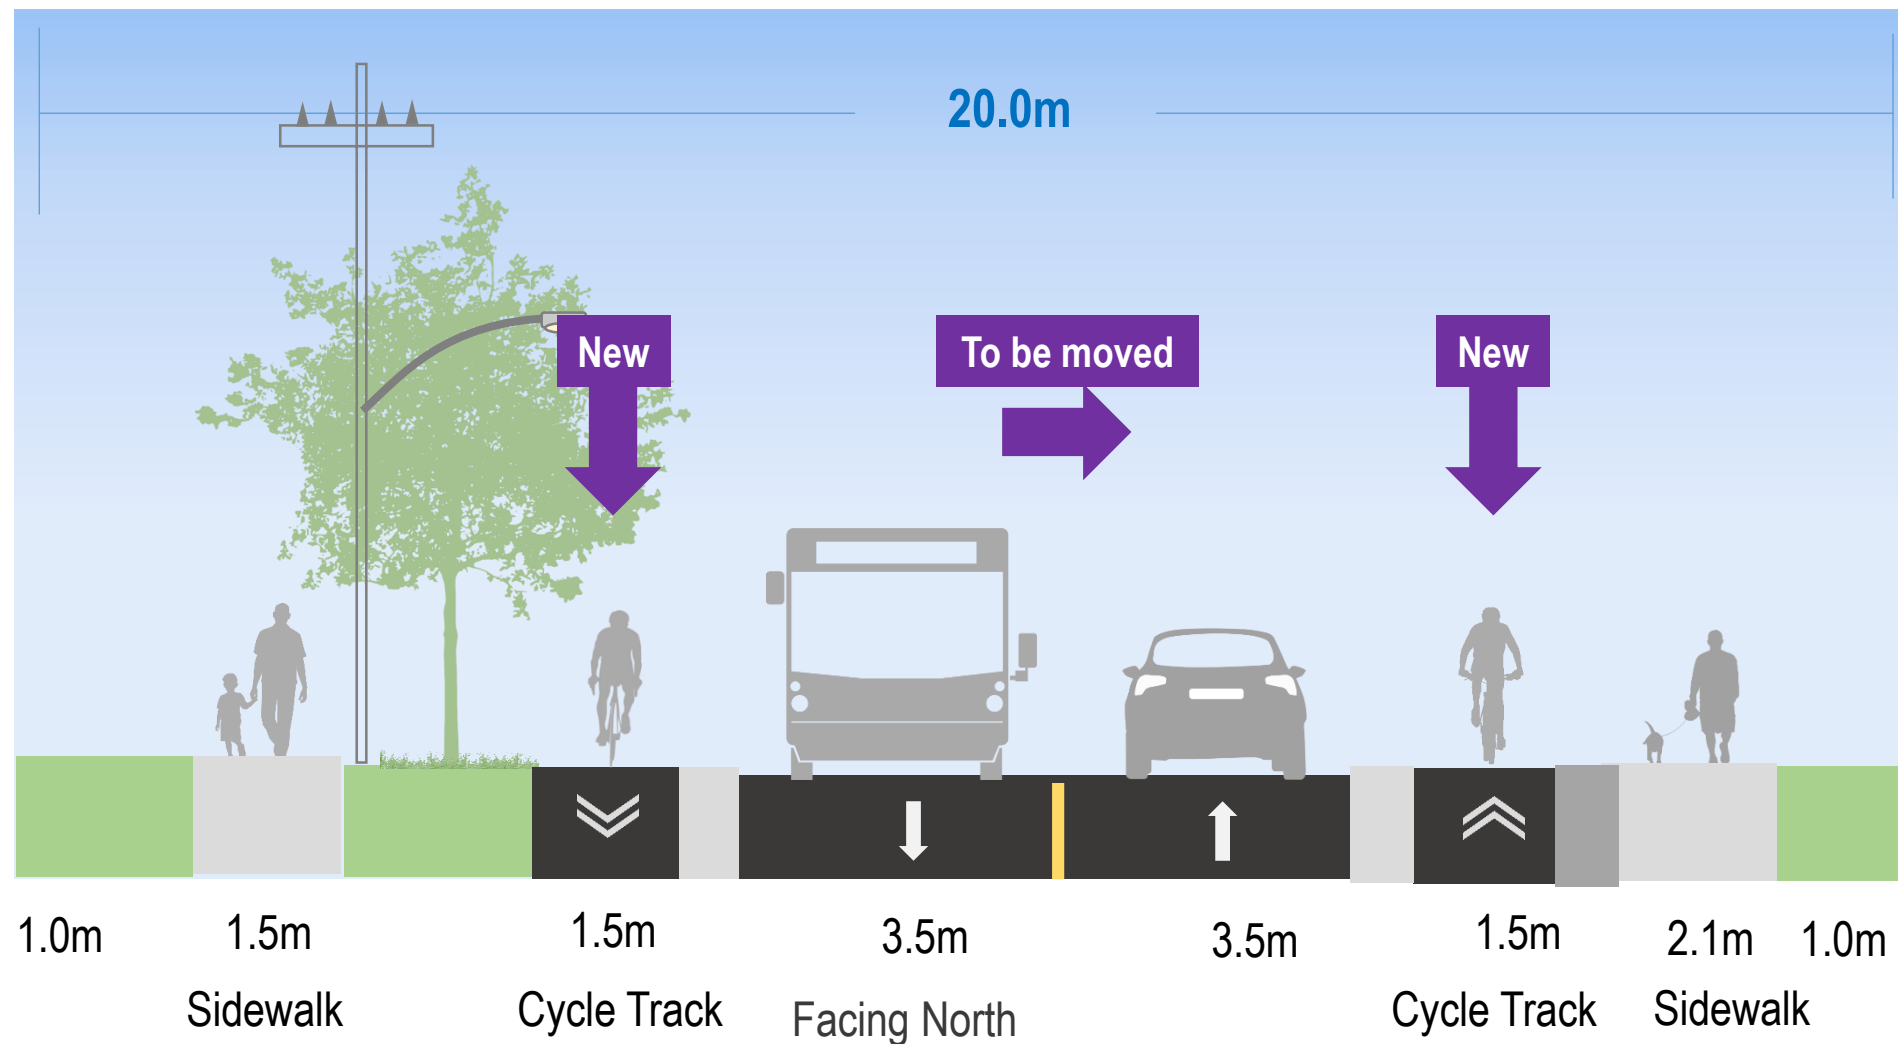 20.0m
New
To be moved
New
1.0m
1.5m
1.5m
3.5m
3.5m
1.5m
2.1m
1.0m
Sidewalk
Cycle Track
Facing North
Cycle Track
Sidewalk